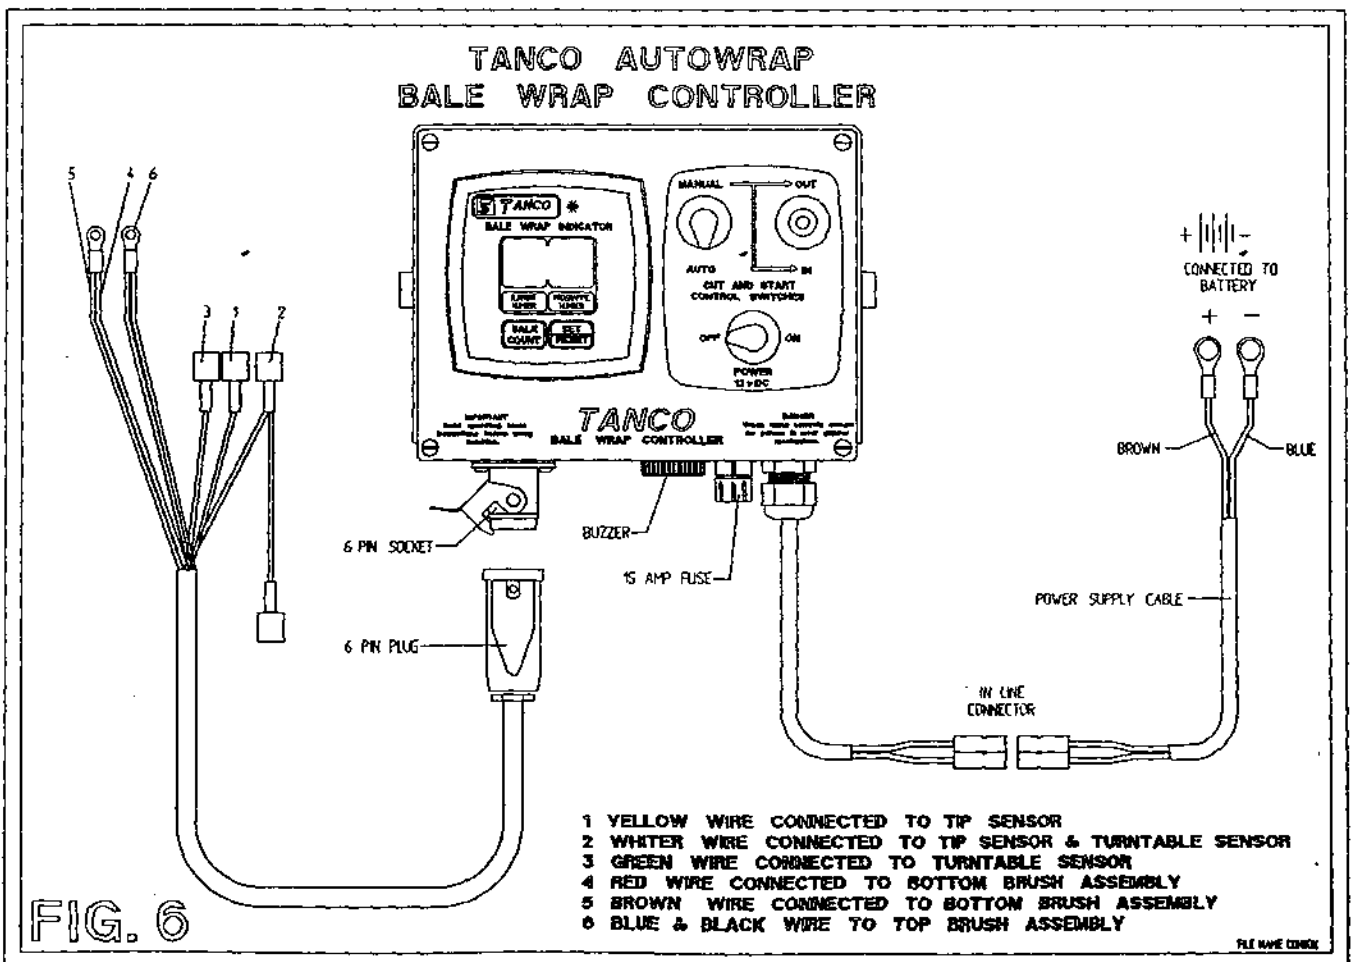 TANCO AUTOWRAP
BALE WRAP CONTROLLER
5 4 6
3 1 2
MANUAL OUT
TANCO
BALE WRAP INDICATOR
AUTO IN
CUT AND START
CONTROL SWITCHES
BALE
COUNT
SET
RESET
OFF ON
POWER
12vDC
IMPORTANT
TANCO
BALE WRAP CONTROLLER
+ -
CONNECTED TO
BATTERY
+ -
BROWN
BLUE
6 PIN SOCKET
BUZZER
15 AMP FUSE
POWER SUPPLY CABLE
6 PIN PLUG
IN LINE
CONNECTOR
1 YELLOW WIRE CONNECTED TO TIP SENSOR
2 WHITER WIRE CONNECTED TO TIP SENSOR & TURNTABLE SENSOR
3 GREEN WIRE CONNECTED TO TURNTABLE SENSOR
4 RED WIRE CONNECTED TO BOTTOM BRUSH ASSEMBLY
5 BROWN WIRE CONNECTED TO BOTTOM BRUSH ASSEMBLY
6 BLUE & BLACK WIRE TO TOP BRUSH ASSEMBLY
FIG. 6
FILE NAME